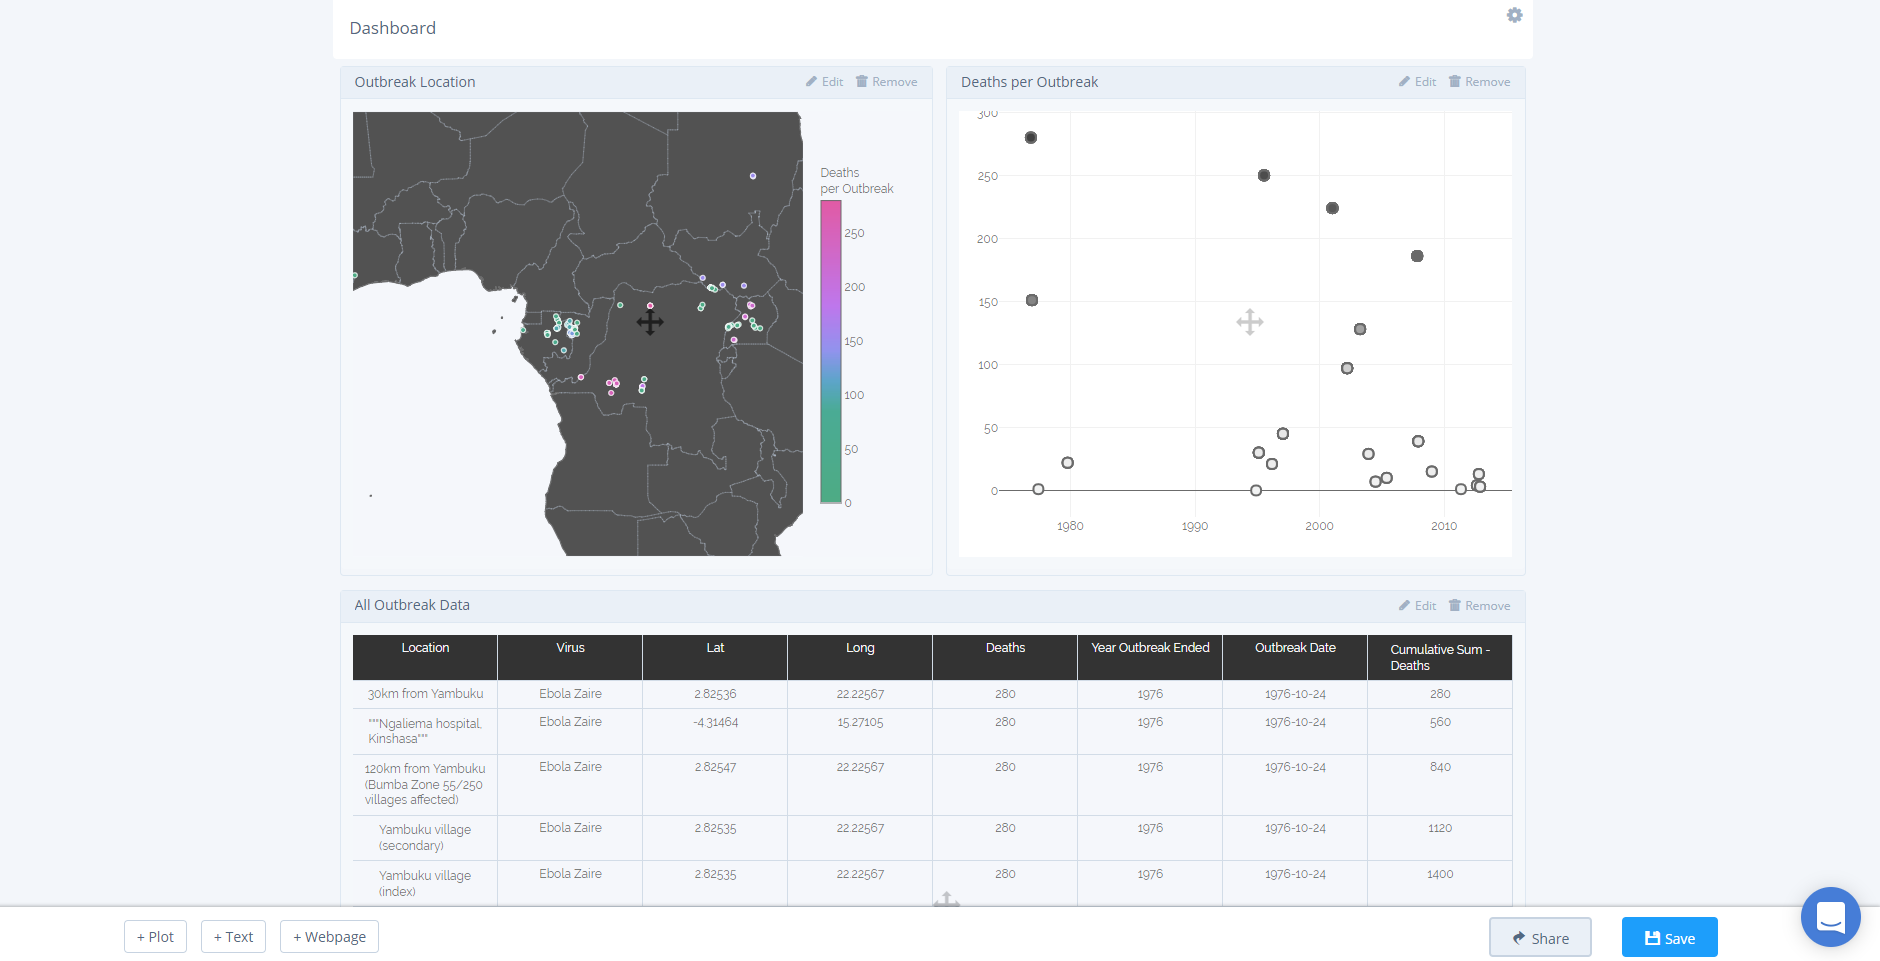 Dashboard
Outbreak Location
Edit
Remove
Deaths
per Outbreak
250
200
150
100
50
0
Deaths per Outbreak
Edit
Remove
300
250
200
150
100
50
0
1980
1990
2000
2010
All Outbreak Data
Edit
Remove
Location Virus Lat Long Deaths Year Outbreak Ended Outbreak Date Cumulative Sum -
Deaths
30km from Yambuku Ebola Zaire 2.82536 22.22567 280 1976 1976-10-24 280
"""Ngaliema hospital, Ebola Zaire -4.31464 15.27105 280 1976 1976-10-24 560
Kinshasa"""
120km from Yambuku Ebola Zaire 2.82547 22.22567 280 1976 1976-10-24 840
(Bumba Zone 55/250
villages affected)
Yambuku village Ebola Zaire 2.82535 22.22567 280 1976 1976-10-24 1120
(secondary)
Yambuku village Ebola Zaire 2.82535 22.22567 280 1976 1976-10-24 1400
(index)
+ Plot
+ Text
+ Webpage
Share
Save